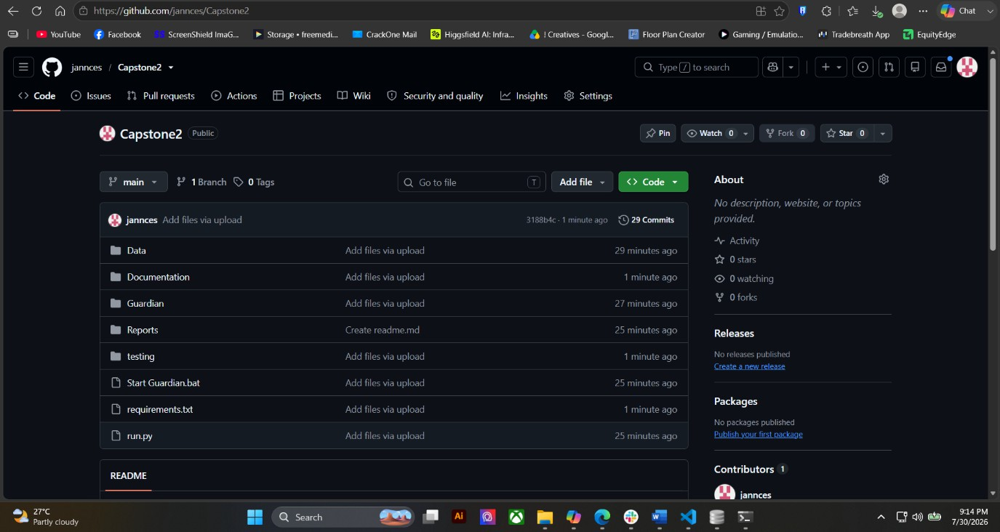 https://github.com/jannces/Capstone2
Chat
YouTube
Facebook
ScreenShield ImaG...
Storage • freemedi...
CrackOne Mail
Higgsfield AI: Infra...
! Creatives - Googl...
Floor Plan Creator
Gaming / Emulatio...
Tradebreath App
EquityEdge
jannces / Capstone2
Type / to search
Code
Issues
Pull requests
Actions
Projects
Wiki
Security and quality
Insights
Settings
Capstone2 Public
Pin
Watch 0
Fork 0
Star 0
main
1 Branch
0 Tags
Go to file T
Add file
Code
jannces Add files via upload 3188b4c · 1 minute ago 29 Commits
Data Add files via upload 29 minutes ago
Documentation Add files via upload 1 minute ago
Guardian Add files via upload 27 minutes ago
Reports Create readme.md 25 minutes ago
testing Add files via upload 1 minute ago
Start Guardian.bat Add files via upload 25 minutes ago
requirements.txt Add files via upload 1 minute ago
run.py Add files via upload 25 minutes ago
README
About
No description, website, or topics
provided.
Activity
0 stars
0 watching
0 forks
Releases
No releases published
Create a new release
Packages
No packages published
Publish your first package
Contributors 1
jannces
27°C
Partly cloudy
Search
Ai
9:14 PM
7/30/2026